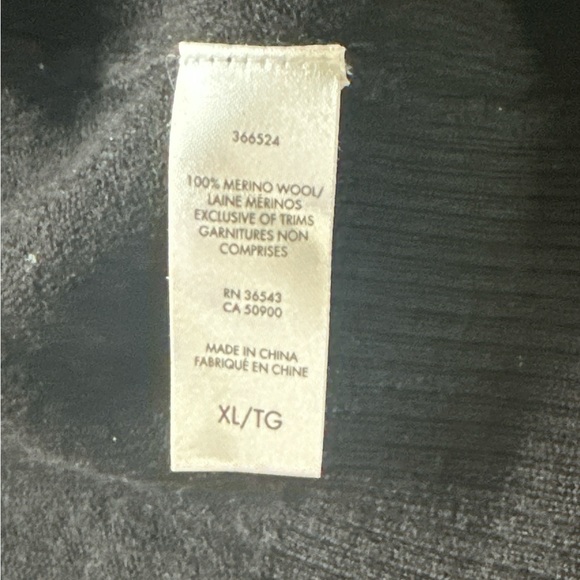 366524
100% MERINO WOOL/
LAINE MÉRINOS
EXCLUSIVE OF TRIMS
GARNITURES NON
COMPRISES
RN 36543
CA 50900
MADE IN CHINA
FABRIQUÉ EN CHINE
XL/TG